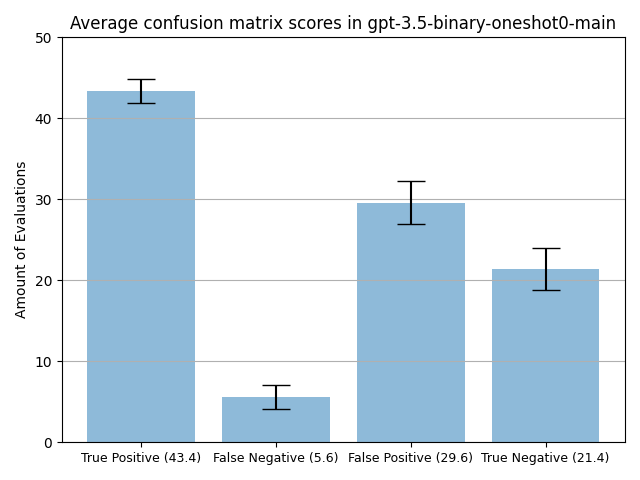 Average confusion matrix scores in gpt-3.5-binary-oneshot0-main
Amount of Evaluations
50
40
30
20
10
0
True Positive (43.4) False Negative (5.6) False Positive (29.6) True Negative (21.4)